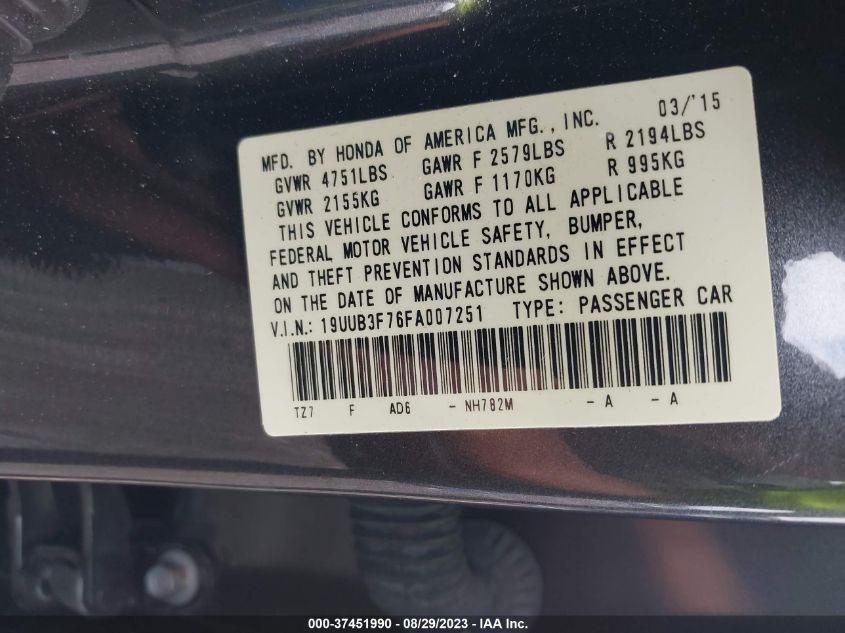 MFD. BY HONDA OF AMERICA MFG., INC. 03/'15
GVWR 4751LBS GAWR F 2579LBS R 2194LBS
GVWR 2155KG GAWR F 1170KG R 995KG
THIS VEHICLE CONFORMS TO ALL APPLICABLE
FEDERAL MOTOR VEHICLE SAFETY, BUMPER,
AND THEFT PREVENTION STANDARDS IN EFFECT
ON THE DATE OF MANUFACTURE SHOWN ABOVE.
V.I.N.: 19UUB3F76FA007251 TYPE: PASSENGER CAR
TZ7 F AD6 - NH782M - A - A
000-37451990 - 08/29/2023 - IAA Inc.